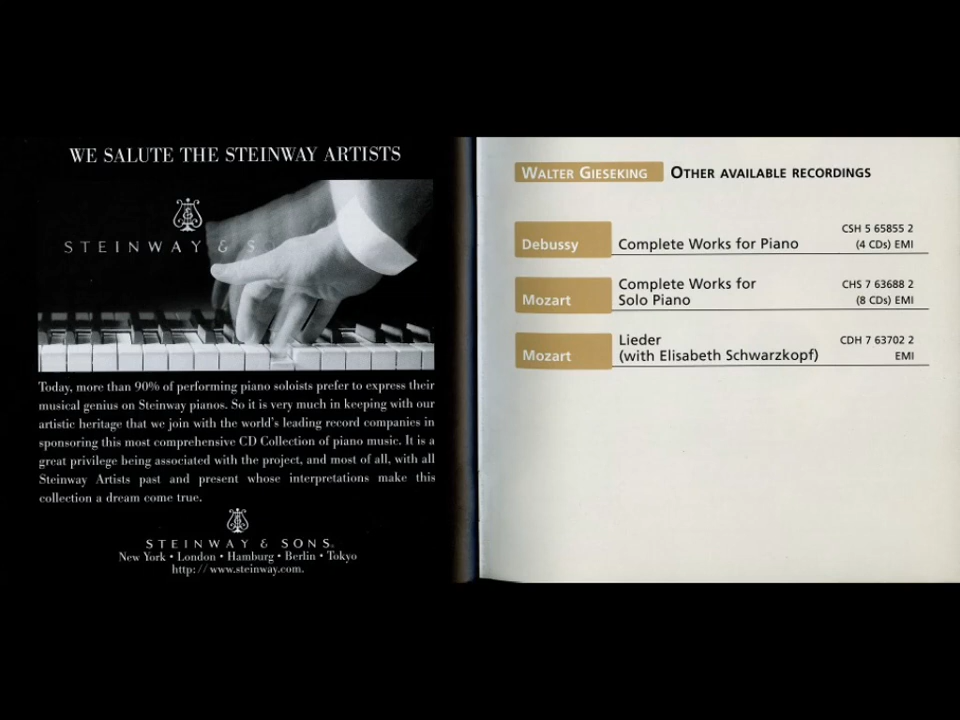 WE SALUTE THE STEINWAY ARTISTS
STEINWAY & S
Today, more than 90% of performing piano soloists prefer to express their
musical genius on Steinway pianos. So it is very much in keeping with our
artistic heritage that we join with the world's leading record companies in
sponsoring this most comprehensive CD Collection of piano music. It is a
great privilege being associated with the project, and most of all, with all
Steinway Artists past and present whose interpretations make this
collection a dream come true.
STEINWAY & SONS
New York • London • Hamburg • Berlin • Tokyo
http://www.steinway.com.
WALTER GIESEKING OTHER AVAILABLE RECORDINGS
CSH 5 65855 2
Debussy Complete Works for Piano (4 CDs) EMI
Complete Works for CHS 7 63688 2
Mozart Solo Piano (8 CDs) EMI
Lieder CDH 7 63702 2
Mozart (with Elisabeth Schwarzkopf) EMI